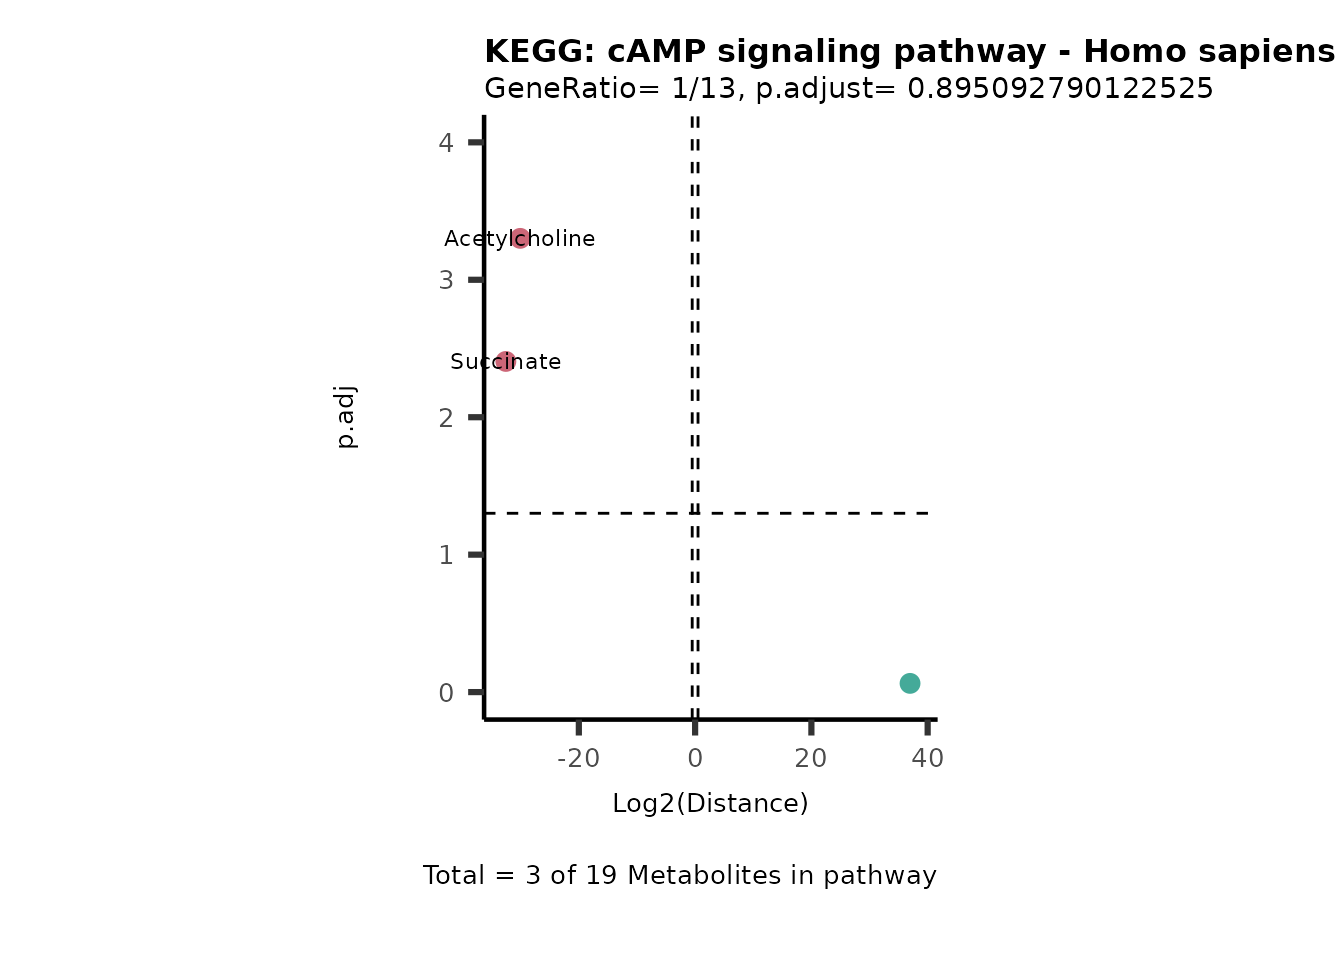 KEGG: cAMP signaling pathway - Homo sapiens
GeneRatio= 1/13, p.adjust= 0.895092790122525
4
Acetylcholine
3
Succinate
2
p.adj
1
0
-20 0 20 40
Log2(Distance)
Total = 3 of 19 Metabolites in pathway